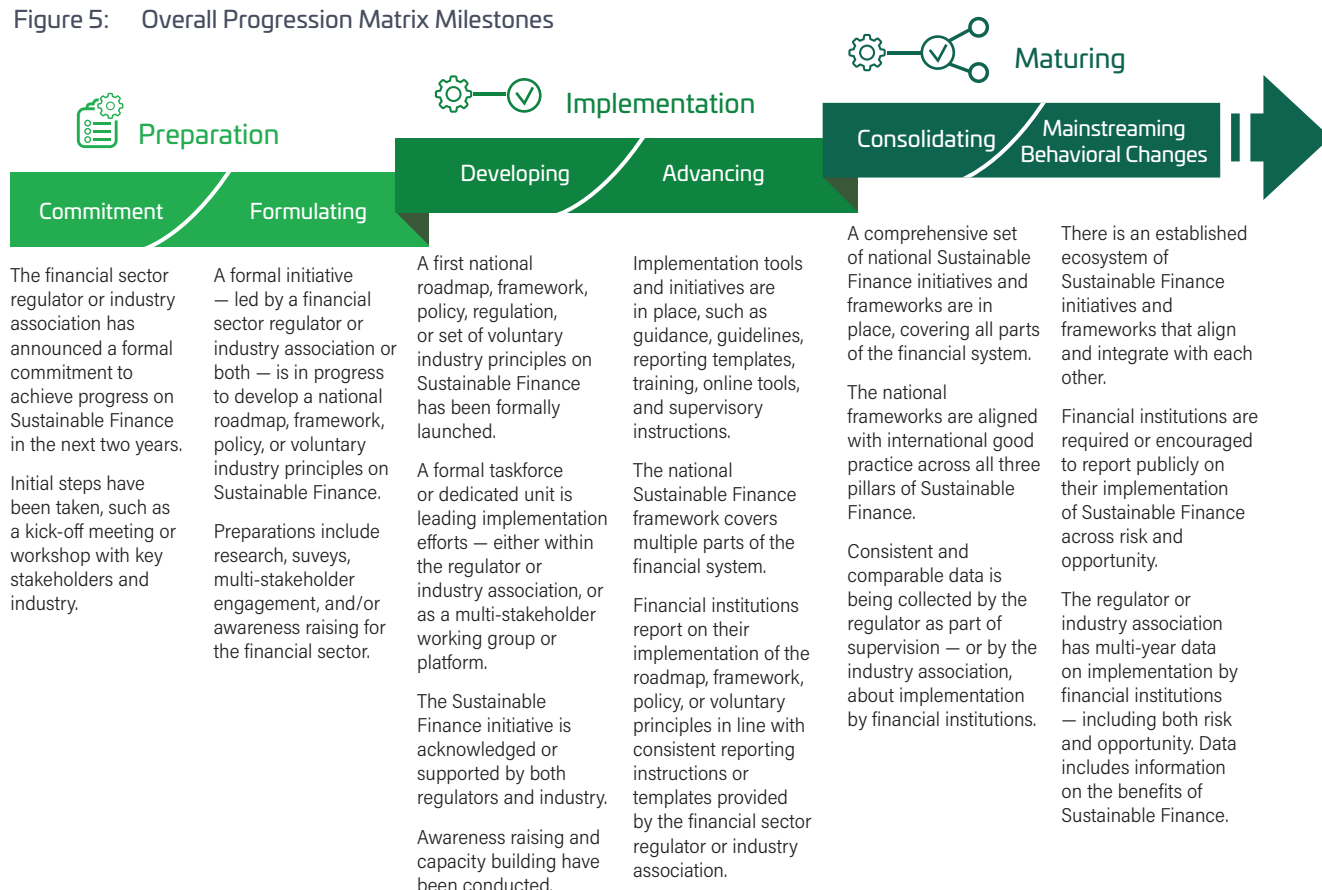 Figure 5: Overall Progression Matrix Milestones
Preparation
Commitment
Formulating
The financial sector
regulator or industry
association has
announced a formal
commitment to
achieve progress on
Sustainable Finance
in the next two years.
Initial steps have
been taken, such as
a kick-off meeting or
workshop with key
stakeholders and
industry.
A formal initiative
— led by a financial
sector regulator or
industry association or
both — is in progress
to develop a national
roadmap, framework,
policy, or voluntary
industry principles on
Sustainable Finance.
Preparations include
research, suveys,
multi-stakeholder
engagement, and/or
awareness raising for
the financial sector.
Implementation
Developing
Advancing
A first national
roadmap, framework,
policy, regulation,
or set of voluntary
industry principles on
Sustainable Finance
has been formally
launched.
A formal taskforce
or dedicated unit is
leading implementation
efforts — either within
the regulator or
industry association, or
as a multi-stakeholder
working group or
platform.
The Sustainable
Finance initiative is
acknowledged or
supported by both
regulators and industry.
Awareness raising and
capacity building have
been conducted.
Implementation tools
and initiatives are
in place, such as
guidance, guidelines,
reporting templates,
training, online tools,
and supervisory
instructions.
The national
Sustainable Finance
framework covers
multiple parts of the
financial system.
Financial institutions
report on their
implementation of the
roadmap, framework,
policy, or voluntary
principles in line with
consistent reporting
instructions or
templates provided
by the financial sector
regulator or industry
association.
Maturing
Consolidating
Mainstreaming
Behavioral Changes
A comprehensive set
of national Sustainable
Finance initiatives and
frameworks are in
place, covering all parts
of the financial system.
The national
frameworks are aligned
with international good
practice across all three
pillars of Sustainable
Finance.
Consistent and
comparable data is
being collected by the
regulator as part of
supervision — or by the
industry association,
about implementation
by financial institutions.
There is an established
ecosystem of
Sustainable Finance
initiatives and
frameworks that align
and integrate with each
other.
Financial institutions are
required or encouraged
to report publicly on
their implementation
of Sustainable Finance
across risk and
opportunity.
The regulator or
industry association
has multi-year data
on implementation by
financial institutions
— including both risk
and opportunity. Data
includes information
on the benefits of
Sustainable Finance.